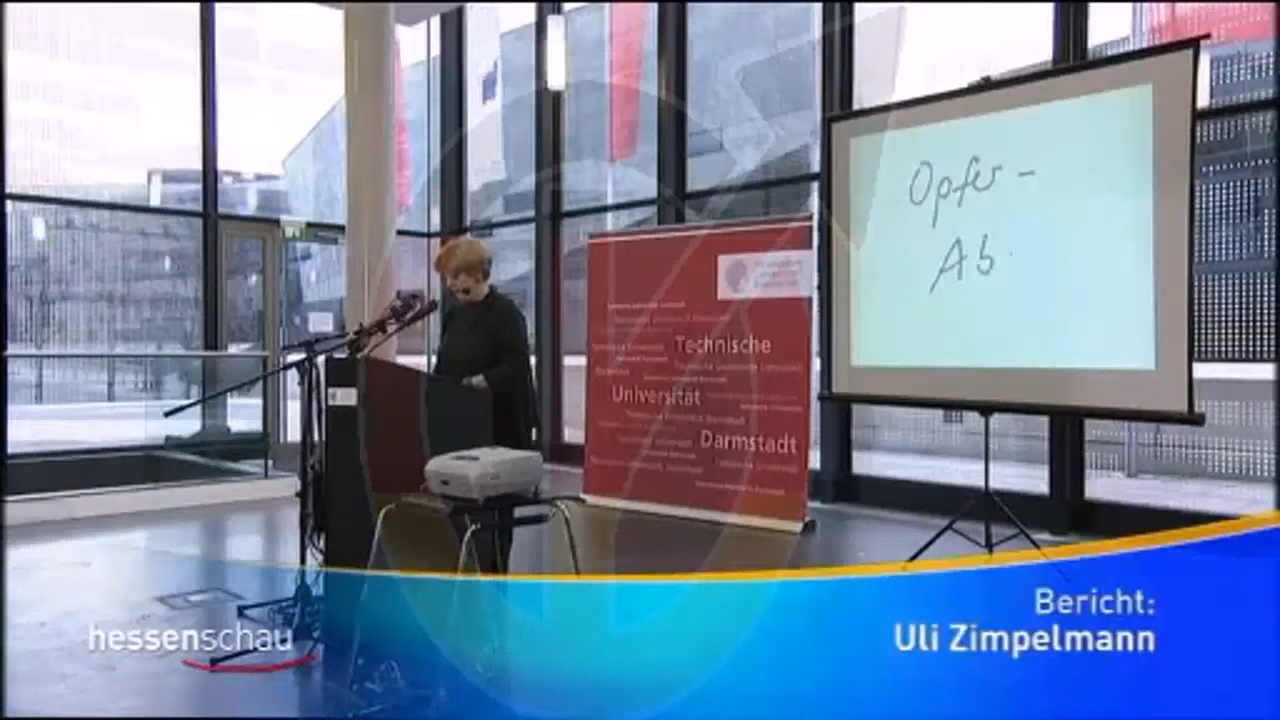 Opfer -
Ab.
Technische
Universität
Darmstadt
hessenschau
Bericht:
Uli Zimpelmann